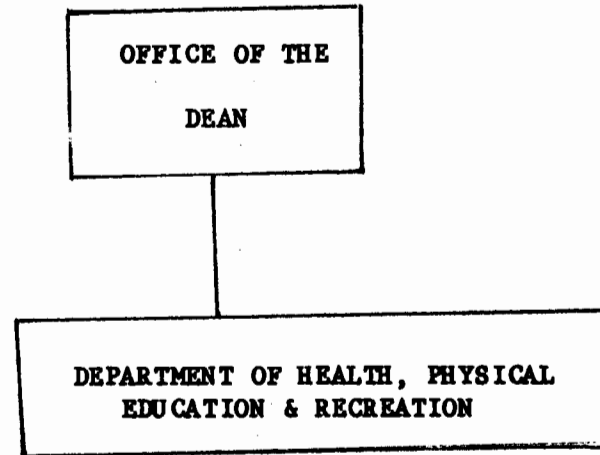 OFFICE OF THE
DEAN
DEPARTMENT OF HEALTH, PHYSICAL
EDUCATION & RECREATION